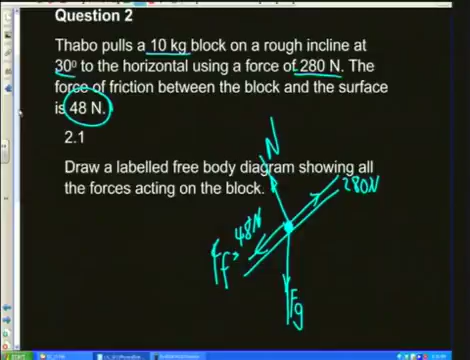 Question 2
Thabo pulls a 10 kg block on a rough incline at
30⁰ to the horizontal using a force of 280 N. The
force of friction between the block and the surface
is 48 N.
2.1
Draw a labelled free body diagram showing all
the forces acting on the block.
N
280N
Ff = 48N
Fg